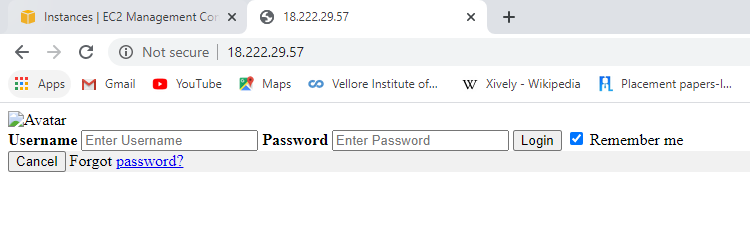 Instances | EC2 Management Con
18.222.29.57
Not secure | 18.222.29.57
Apps Gmail YouTube Maps Vellore Institute of... Xively - Wikipedia Placement papers-I...
Avatar
Username Enter Username Password Enter Password Login Remember me
Cancel Forgot password?